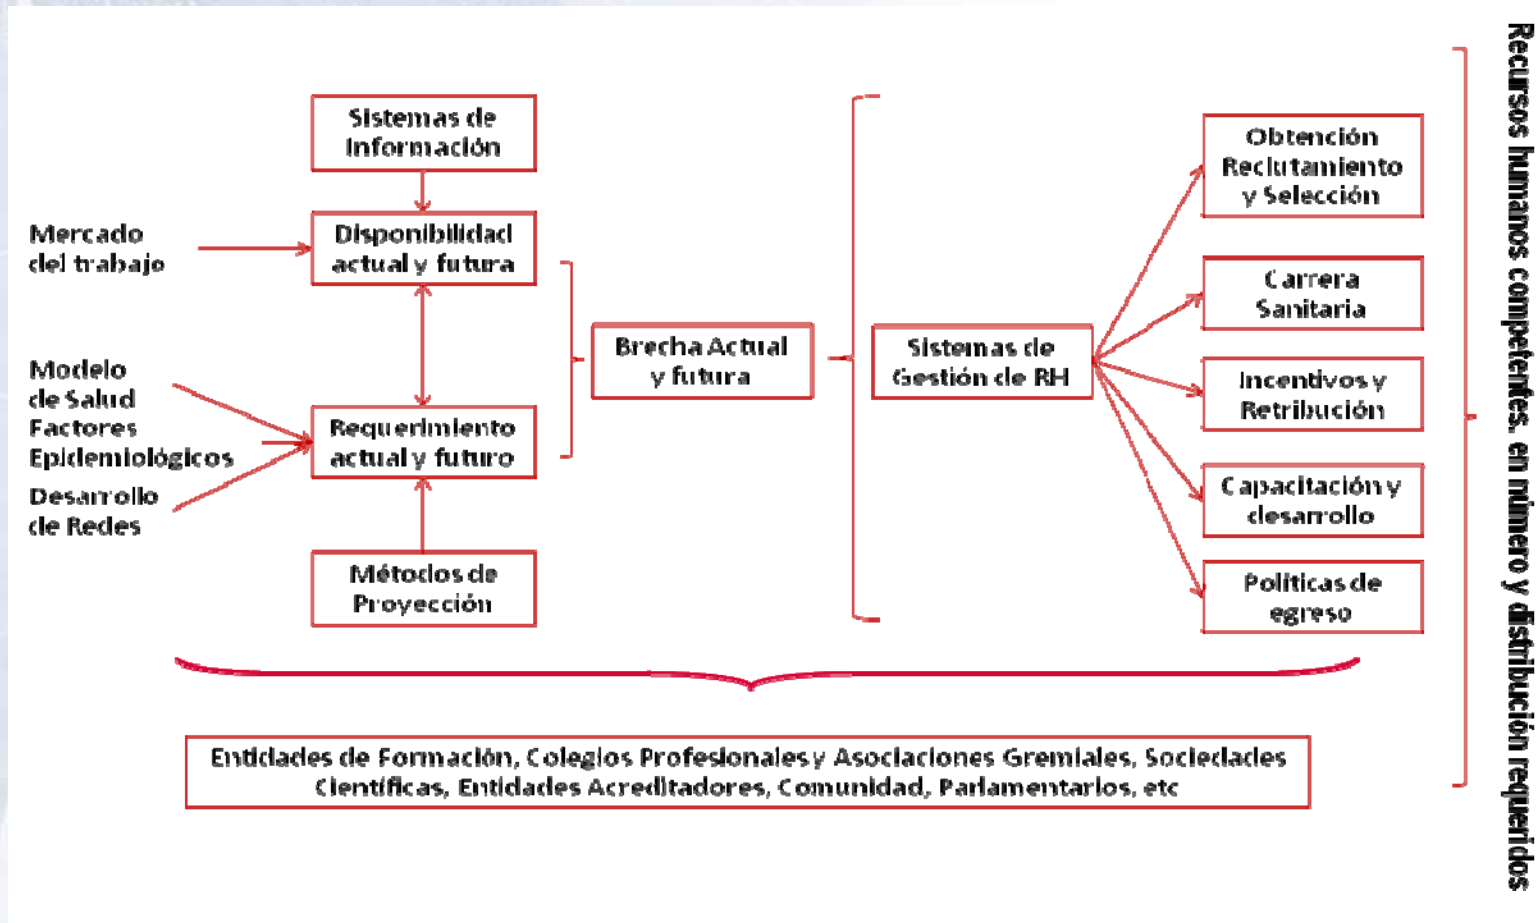 Sistemas de
Información
Mercado
del trabajo
Disponibilidad
actual y futura
Modelo
de Salud
Factores
Epidemiológicos
Desarrollo
de Redes
Requerimiento
actual y futuro
Métodos de
Proyección
Brecha Actual
y futura
Sistemas de
Gestión de RH
Obtención
Reclutamiento
y Selección
Carrera
Sanitaria
Incentivos y
Retribución
Capacitación y
desarrollo
Políticas de
egreso
Entidades de Formación, Colegios Profesionales y Asociaciones Gremiales, Sociedades
Científicas, Entidades Acreditadores, Comunidad, Parlamentarios, etc
Recursos humanos competentes, en número y distribución requeridos